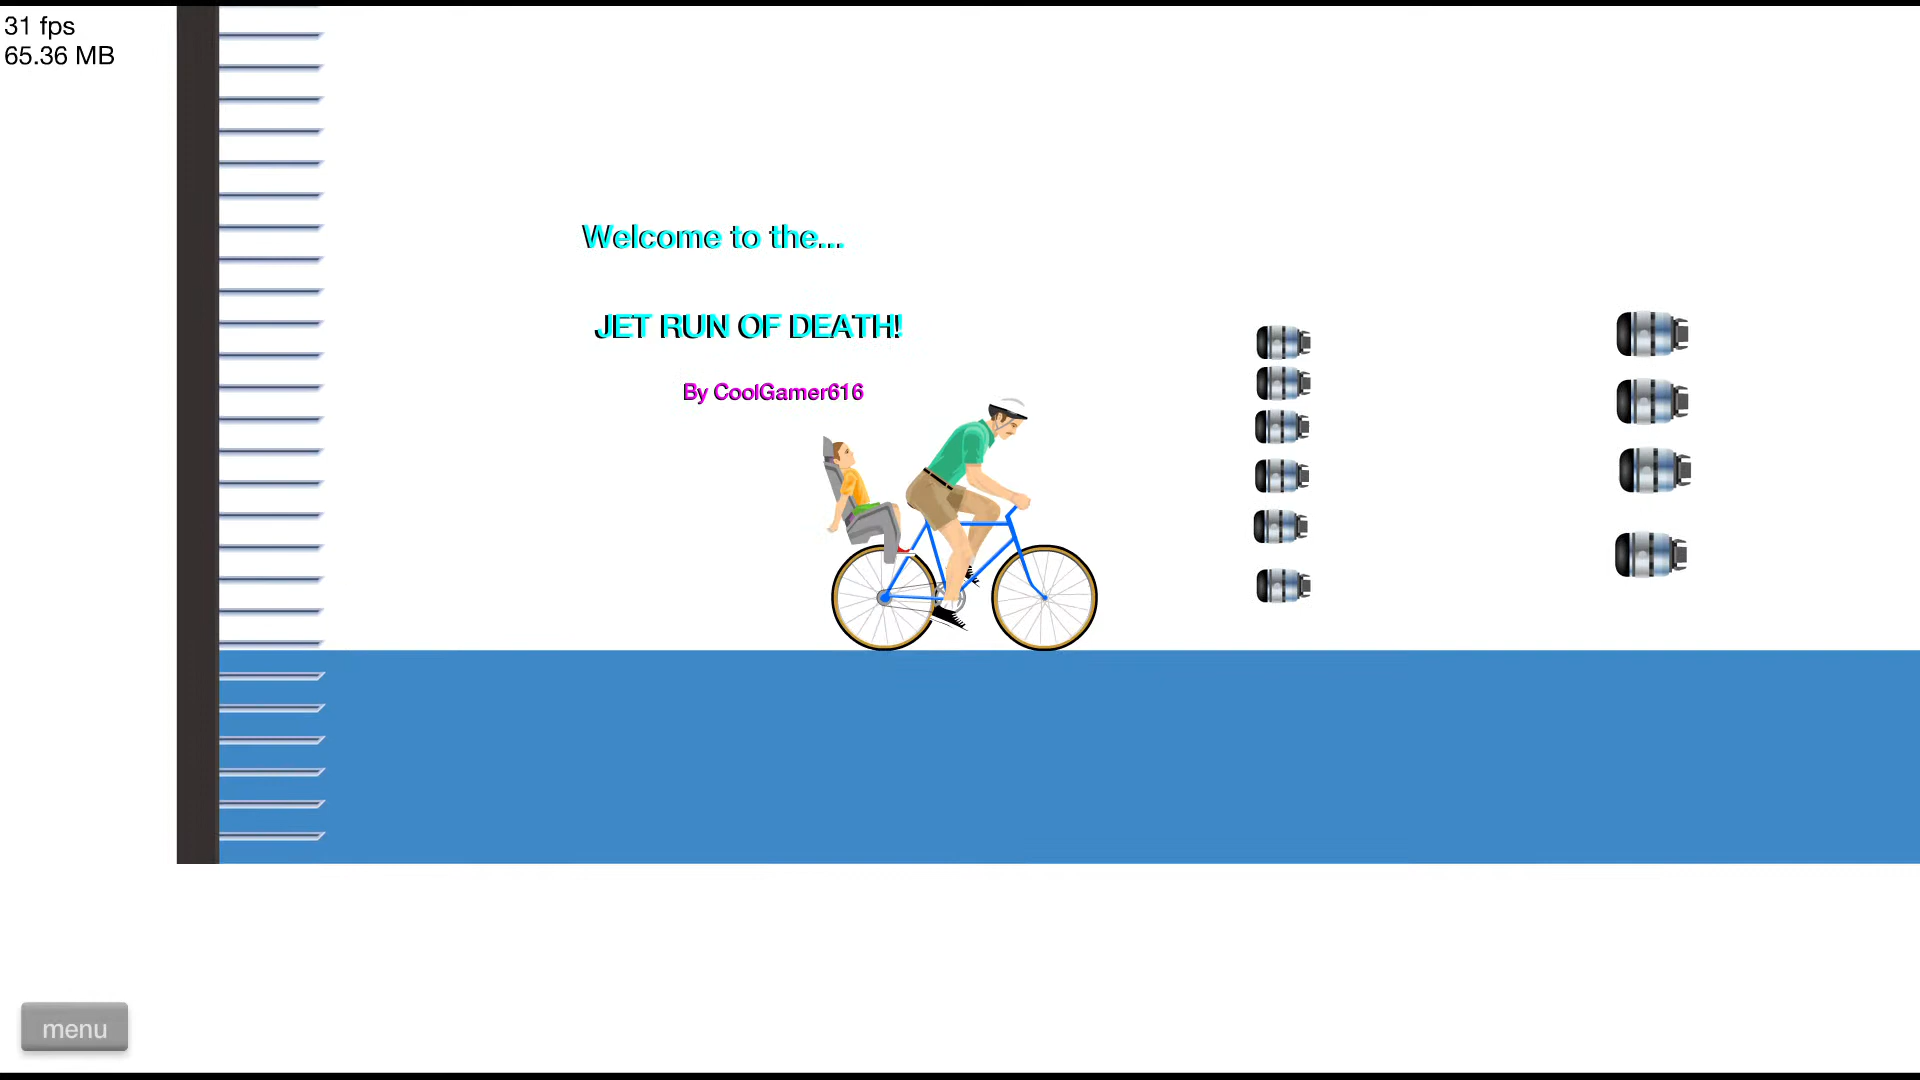 31 fps
65.36 MB
Welcome to the...
JET RUN OF DEATH!
By CoolGamer616
menu